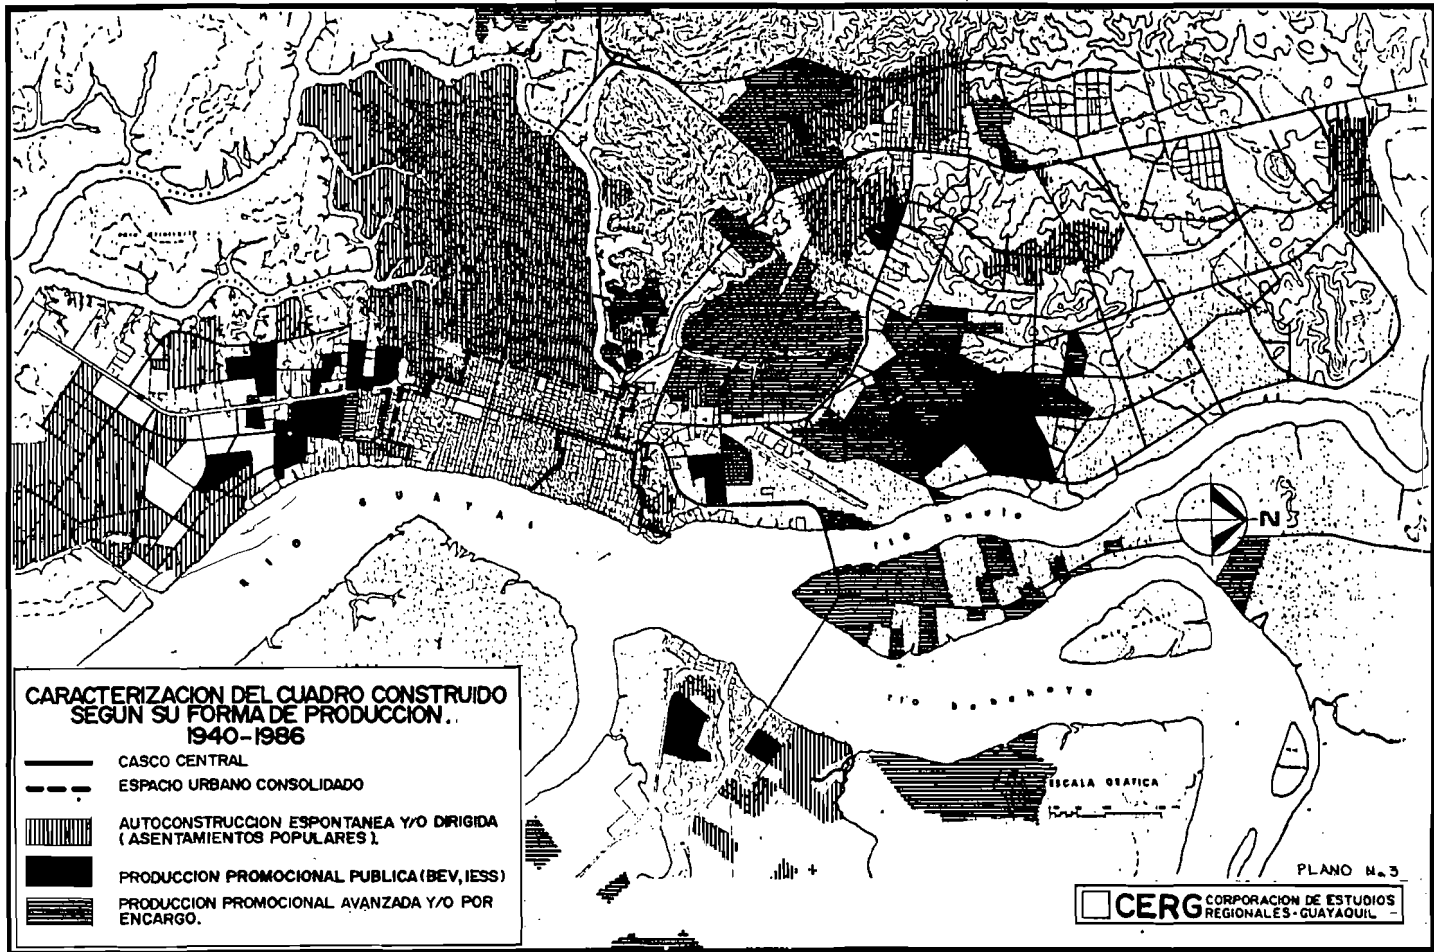 RIO GUAYAS
rio Daule
N
rio Babahoyo
ESCALA GRAFICA
PLANO No. 3
CARACTERIZACION DEL CUADRO CONSTRUIDO
SEGUN SU FORMA DE PRODUCCION.
1940-1986
CASCO CENTRAL
ESPACIO URBANO CONSOLIDADO
AUTOCONSTRUCCION ESPONTANEA Y/O DIRIGIDA
(ASENTAMIENTOS POPULARES).
PRODUCCION PROMOCIONAL PUBLICA (BEV, IESS)
PRODUCCION PROMOCIONAL AVANZADA Y/O POR
ENCARGO.
CERG CORPORACION DE ESTUDIOS
REGIONALES - GUAYAQUIL